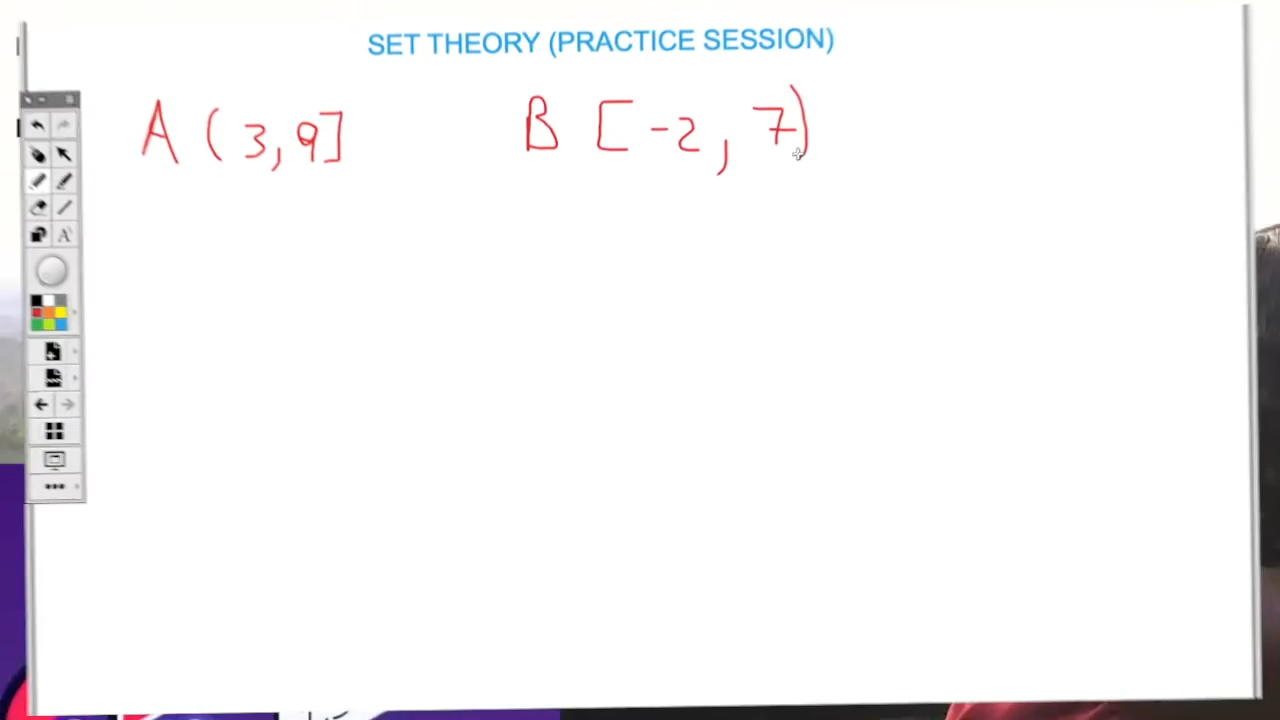 SET THEORY (PRACTICE SESSION)
A (3,9] B [-2, 7)